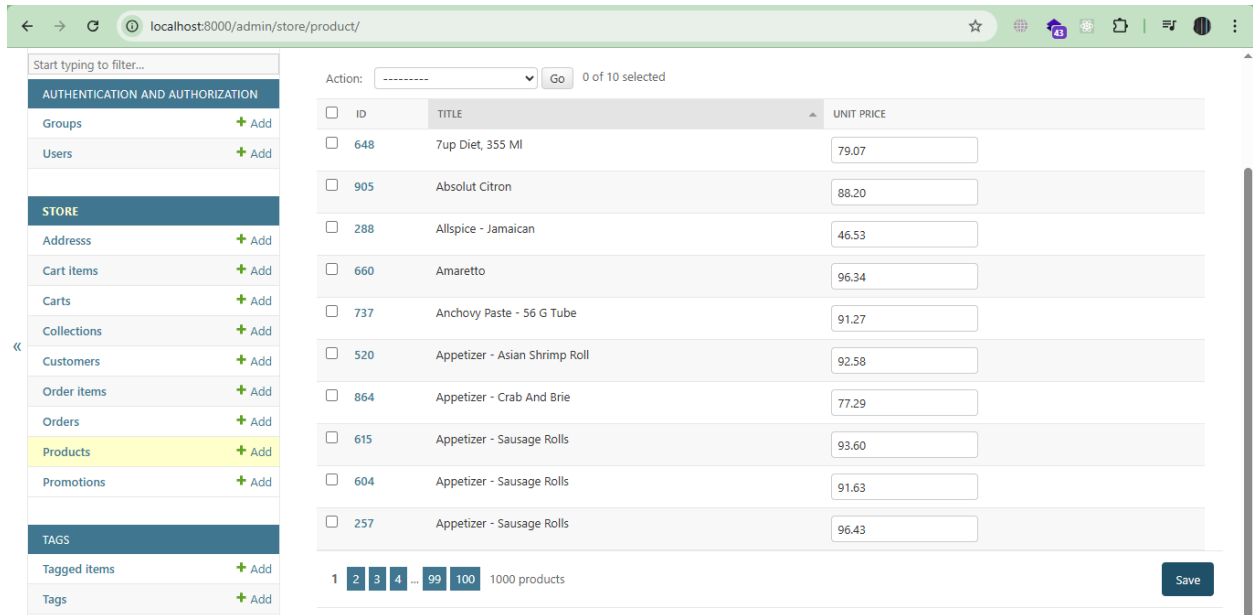 localhost:8000/admin/store/product/
43
Start typing to filter...
AUTHENTICATION AND AUTHORIZATION
Groups + Add
Users + Add
STORE
Addresss + Add
Cart items + Add
Carts + Add
Collections + Add
Customers + Add
Order items + Add
Orders + Add
Products + Add
Promotions + Add
TAGS
Tagged items + Add
Tags + Add
«
Action: --------- Go 0 of 10 selected
ID TITLE UNIT PRICE
648 7up Diet, 355 Ml 79.07
905 Absolut Citron 88.20
288 Allspice - Jamaican 46.53
660 Amaretto 96.34
737 Anchovy Paste - 56 G Tube 91.27
520 Appetizer - Asian Shrimp Roll 92.58
864 Appetizer - Crab And Brie 77.29
615 Appetizer - Sausage Rolls 93.60
604 Appetizer - Sausage Rolls 91.63
257 Appetizer - Sausage Rolls 96.43
1 2 3 4 ... 99 100 1000 products Save